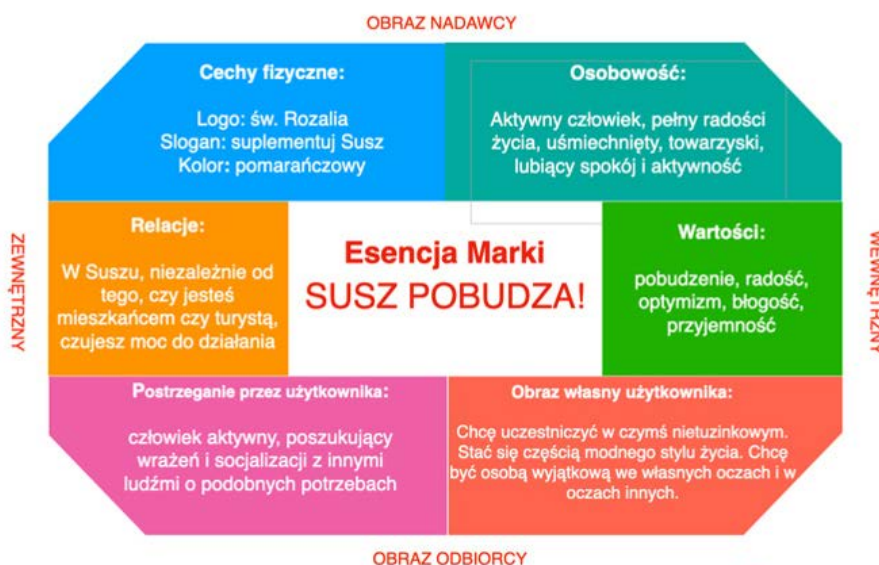 OBRAZ NADAWCY
Cechy fizyczne:
Logo: św. Rozalia
Slogan: suplementuj Susz
Kolor: pomarańczowy
Osobowość:
Aktywny człowiek, pełny radości
życia, uśmiechnięty, towarzyski,
lubiący spokój i aktywność
ZEWNĘTRZNY
Relacje:
W Suszu, niezależnie od
tego, czy jesteś
mieszkańcem czy turystą,
czujesz moc do działania
Esencja Marki
SUSZ POBUDZA!
Wartości:
pobudzenie, radość,
optymizm, błogość,
przyjemność
WEWNĘTRZNY
Postrzeganie przez użytkownika:
człowiek aktywny, poszukujący
wrażeń i socjalizacji z innymi
ludźmi o podobnych potrzebach
Obraz własny użytkownika:
Chcę uczestniczyć w czymś nietuzinkowym.
Stać się częścią modnego stylu życia. Chcę
być osobą wyjątkową we własnych oczach i w
oczach innych.
OBRAZ ODBIORCY